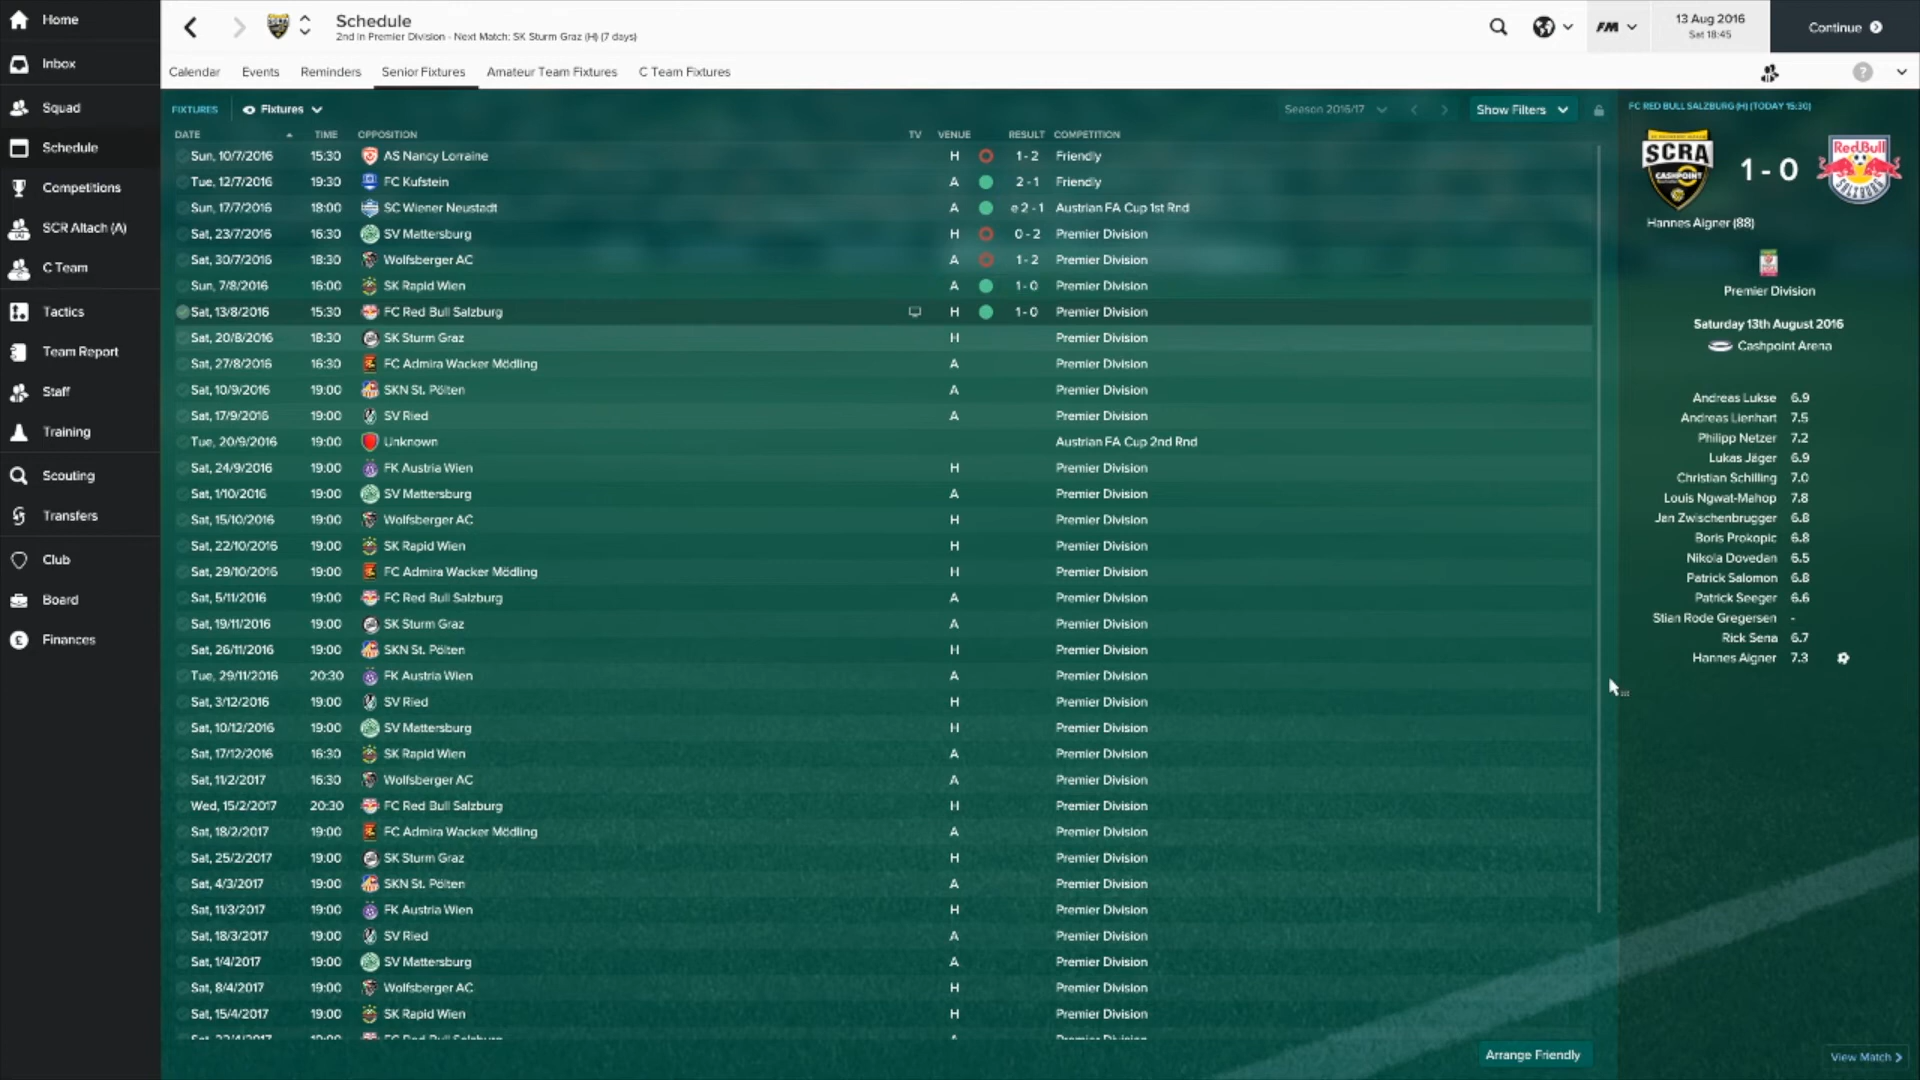 Home
Inbox
Squad
Schedule
Competitions
SCR Altach (A)
C Team
Tactics
Team Report
Staff
Training
Scouting
Transfers
Club
Board
Finances
Schedule
2nd in Premier Division - Next Match: SK Sturm Graz (H) (7 days)
FM
13 Aug 2016
Sat 18:45
Continue
Calendar Events Reminders Senior Fixtures Amateur Team Fixtures C Team Fixtures
?
FIXTURES Fixtures Season 2016/17 Show Filters
DATE TIME OPPOSITION TV VENUE RESULT COMPETITION
Sun, 10/7/2016 15:30 AS Nancy Lorraine H 1 - 2 Friendly
Tue, 12/7/2016 19:30 FC Kufstein A 2 - 1 Friendly
Sun, 17/7/2016 18:00 SC Wiener Neustadt A e 2 - 1 Austrian FA Cup 1st Rnd
Sat, 23/7/2016 16:30 SV Mattersburg H 0 - 2 Premier Division
Sat, 30/7/2016 18:30 Wolfsberger AC A 1 - 2 Premier Division
Sun, 7/8/2016 16:00 SK Rapid Wien A 1 - 0 Premier Division
Sat, 13/8/2016 15:30 FC Red Bull Salzburg H 1 - 0 Premier Division
Sat, 20/8/2016 18:30 SK Sturm Graz H Premier Division
Sat, 27/8/2016 16:30 FC Admira Wacker Mödling A Premier Division
Sat, 10/9/2016 19:00 SKN St. Pölten A Premier Division
Sat, 17/9/2016 19:00 SV Ried A Premier Division
Tue, 20/9/2016 19:00 Unknown Austrian FA Cup 2nd Rnd
Sat, 24/9/2016 19:00 FK Austria Wien H Premier Division
Sat, 1/10/2016 19:00 SV Mattersburg A Premier Division
Sat, 15/10/2016 19:00 Wolfsberger AC H Premier Division
Sat, 22/10/2016 19:00 SK Rapid Wien H Premier Division
Sat, 29/10/2016 19:00 FC Admira Wacker Mödling H Premier Division
Sat, 5/11/2016 19:00 FC Red Bull Salzburg A Premier Division
Sat, 19/11/2016 19:00 SK Sturm Graz A Premier Division
Sat, 26/11/2016 19:00 SKN St. Pölten H Premier Division
Tue, 29/11/2016 20:30 FK Austria Wien A Premier Division
Sat, 3/12/2016 19:00 SV Ried H Premier Division
Sat, 10/12/2016 19:00 SV Mattersburg H Premier Division
Sat, 17/12/2016 16:30 SK Rapid Wien A Premier Division
Sat, 11/2/2017 16:30 Wolfsberger AC A Premier Division
Wed, 15/2/2017 20:30 FC Red Bull Salzburg H Premier Division
Sat, 18/2/2017 19:00 FC Admira Wacker Mödling A Premier Division
Sat, 25/2/2017 19:00 SK Sturm Graz H Premier Division
Sat, 4/3/2017 19:00 SKN St. Pölten A Premier Division
Sat, 11/3/2017 19:00 FK Austria Wien H Premier Division
Sat, 18/3/2017 19:00 SV Ried A Premier Division
Sat, 1/4/2017 19:00 SV Mattersburg A Premier Division
Sat, 8/4/2017 19:00 Wolfsberger AC H Premier Division
Sat, 15/4/2017 19:00 SK Rapid Wien H Premier Division
Sat, 22/4/2017 19:00 FC Red Bull Salzburg A Premier Division
Arrange Friendly
FC RED BULL SALZBURG (H) (TODAY 15:30)
SCRA
CASHPOINT
1 - 0
Red Bull
SALZBURG
Hannes Aigner (88)
Premier Division
Saturday 13th August 2016
Cashpoint Arena
Andreas Lukse 6.9
Andreas Lienhart 7.5
Philipp Netzer 7.2
Lukas Jäger 6.9
Christian Schilling 7.0
Louis Ngwat-Mahop 7.8
Jan Zwischenbrugger 6.8
Boris Prokopic 6.8
Nikola Dovedan 6.5
Patrick Salomon 6.8
Patrick Seeger 6.6
Stian Rode Gregersen -
Rick Sena 6.7
Hannes Aigner 7.3
View Match